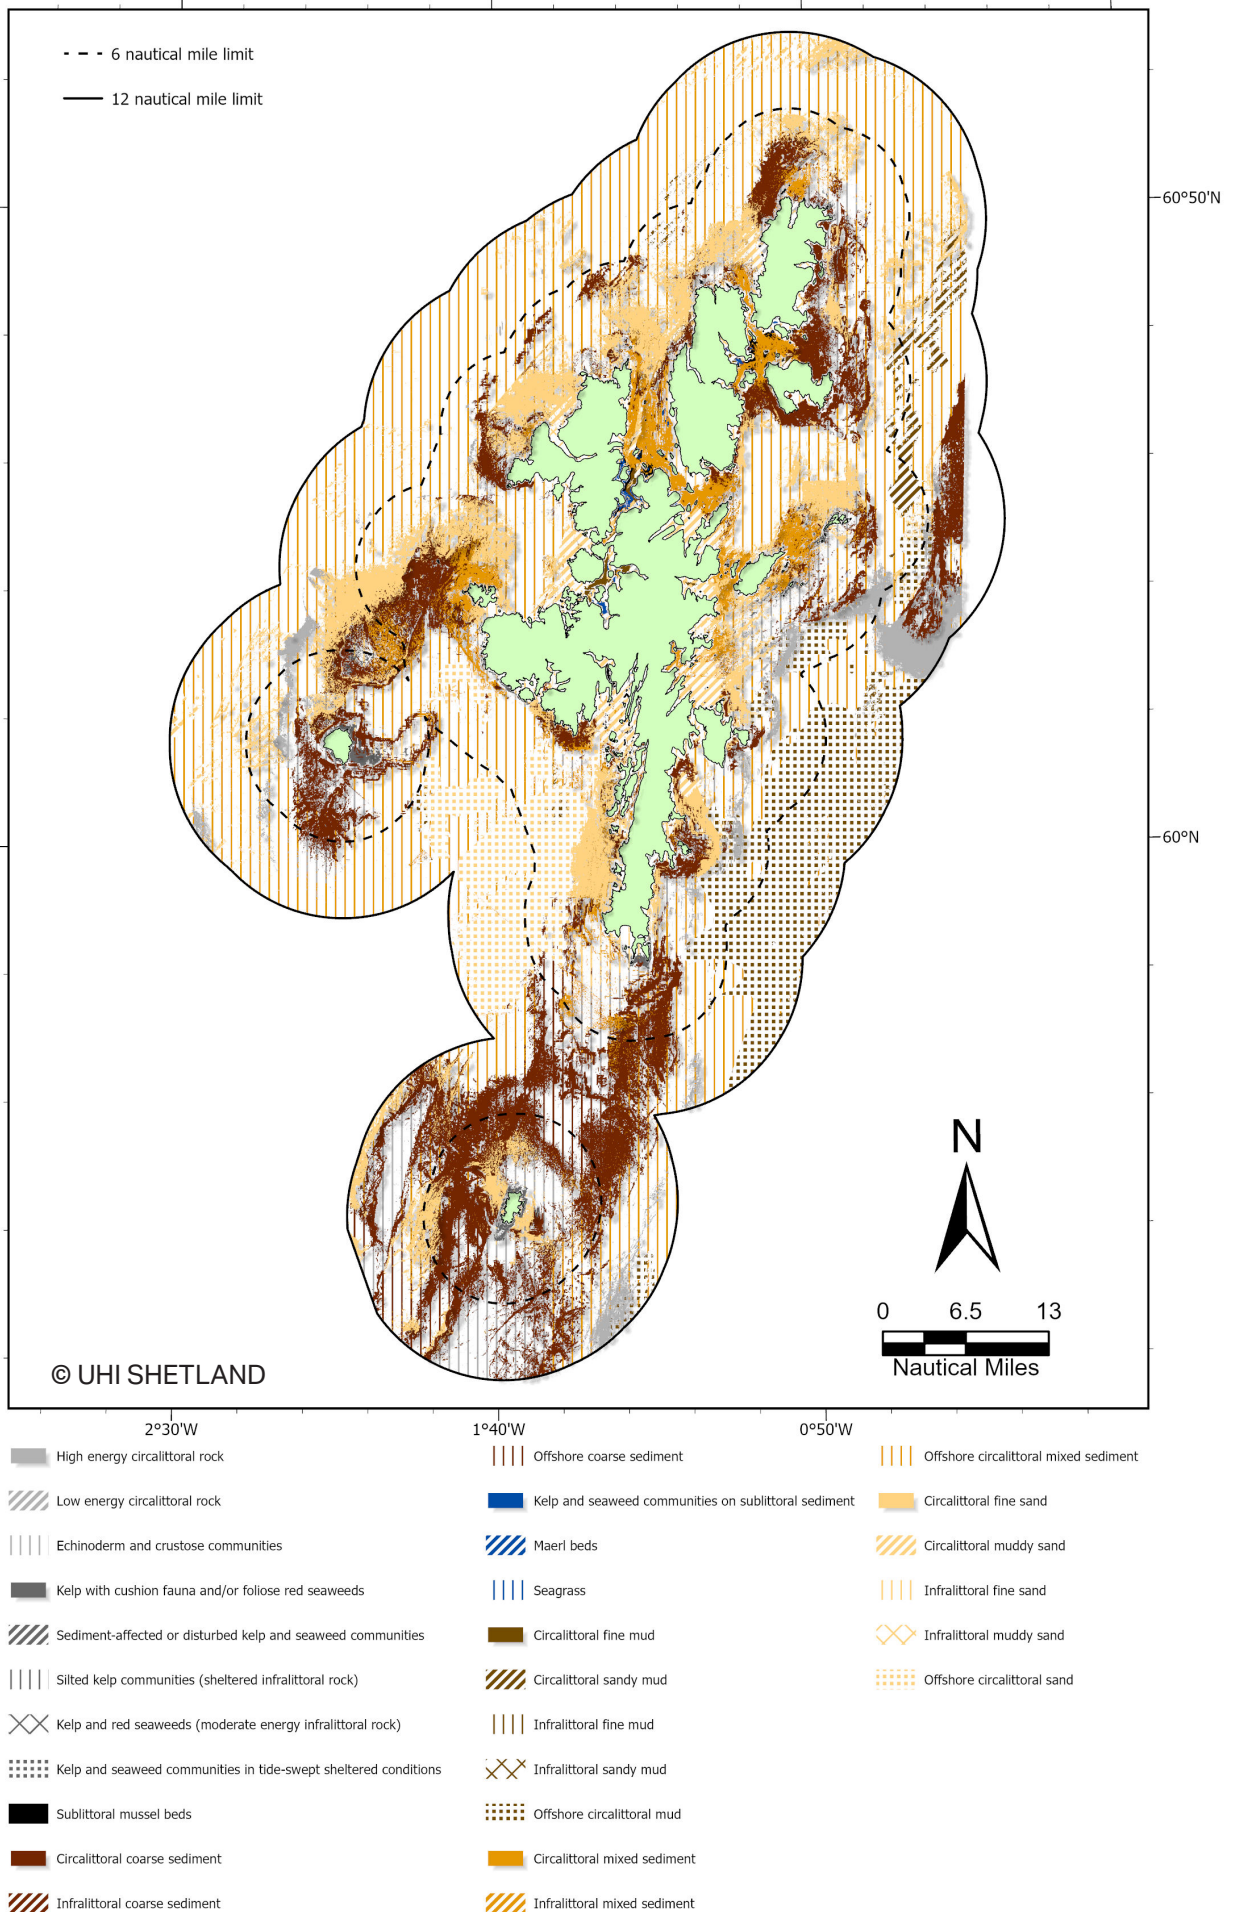 6 nautical mile limit
12 nautical mile limit
60°50'N
60°N
N
0 6.5 13
Nautical Miles
© UHI SHETLAND
2°30'W 1°40'W 0°50'W
High energy circalittoral rock
Low energy circalittoral rock
Echinoderm and crustose communities
Kelp with cushion fauna and/or foliose red seaweeds
Sediment-affected or disturbed kelp and seaweed communities
Silted kelp communities (sheltered infralittoral rock)
Kelp and red seaweeds (moderate energy infralittoral rock)
Kelp and seaweed communities in tide-swept sheltered conditions
Sublittoral mussel beds
Circalittoral coarse sediment
Infralittoral coarse sediment
Offshore coarse sediment
Kelp and seaweed communities on sublittoral sediment
Maerl beds
Seagrass
Circalittoral fine mud
Circalittoral sandy mud
Infralittoral fine mud
Infralittoral sandy mud
Offshore circalittoral mud
Circalittoral mixed sediment
Infralittoral mixed sediment
Offshore circalittoral mixed sediment
Circalittoral fine sand
Circalittoral muddy sand
Infralittoral fine sand
Infralittoral muddy sand
Offshore circalittoral sand